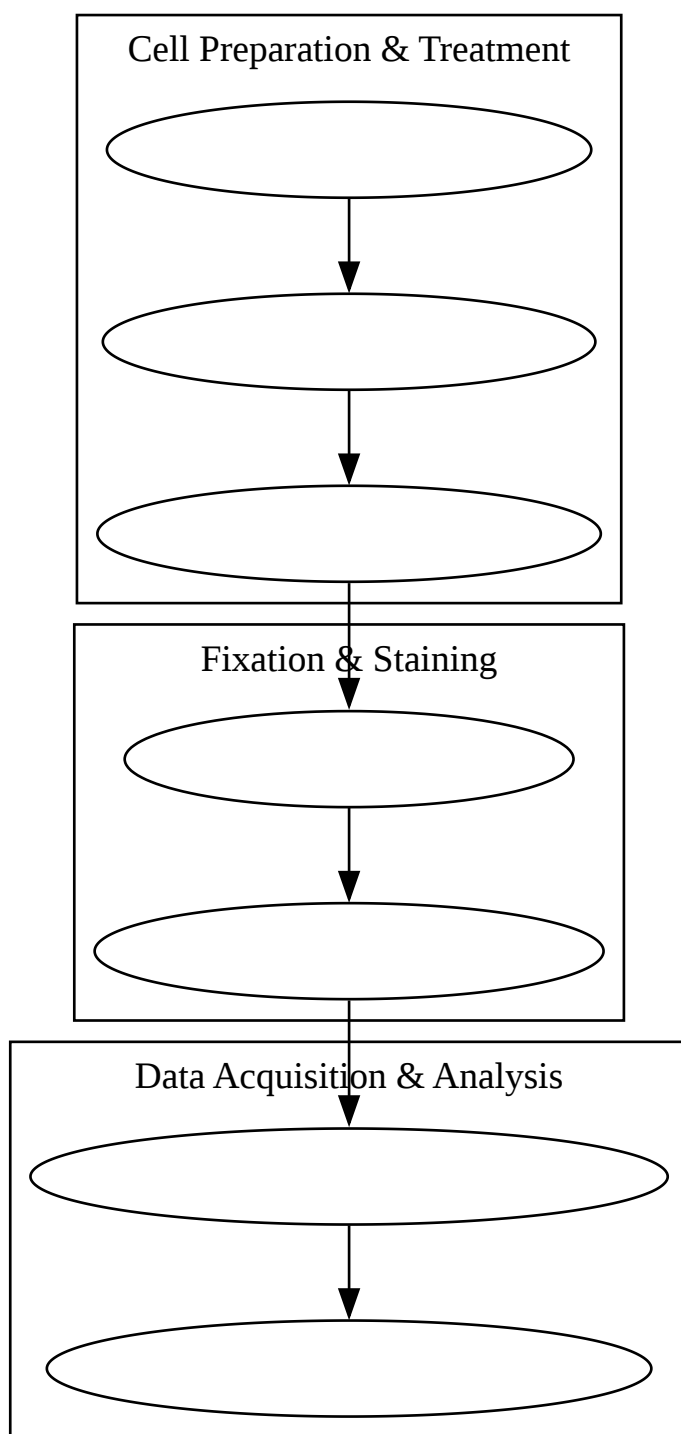 Cell Preparation & Treatment
Fixation & Staining
Data Acquisition & Analysis